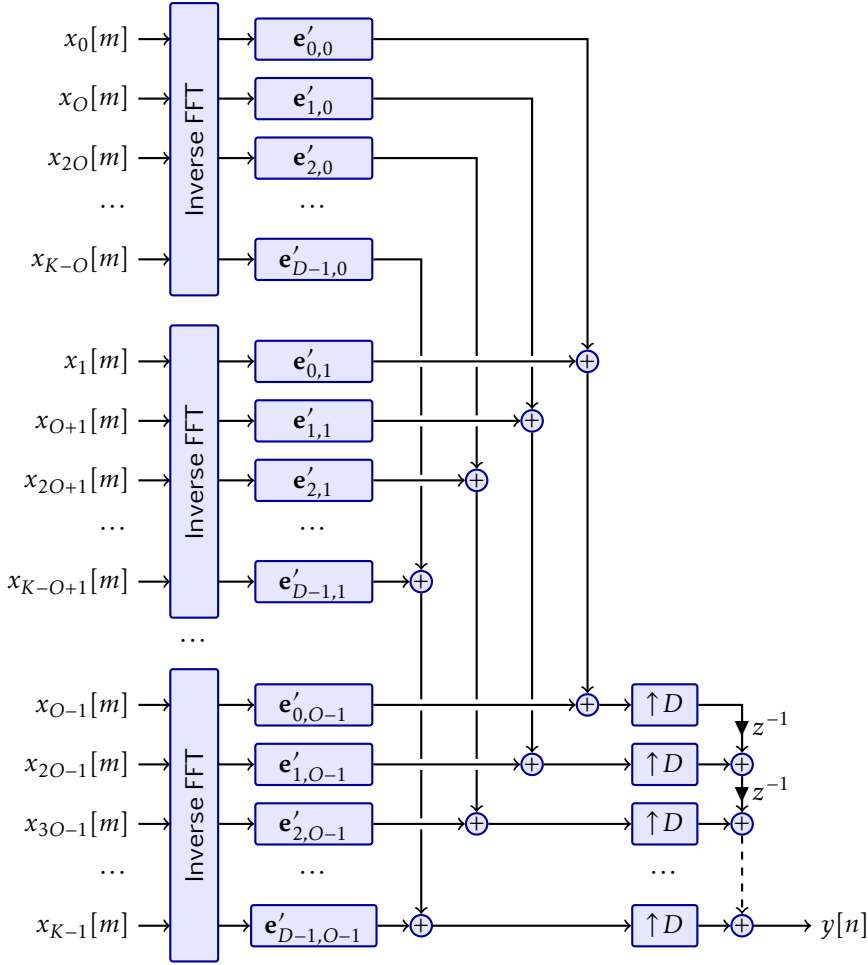 x_0[m] e′_{0,0}
x_O[m] e′_{1,0}
x_{2O}[m] e′_{2,0}
... ...
x_{K−O}[m] e′_{D−1,0}
Inverse FFT
x_1[m] e′_{0,1} +
x_{O+1}[m] e′_{1,1} +
x_{2O+1}[m] e′_{2,1} +
... ...
x_{K−O+1}[m] e′_{D−1,1} +
Inverse FFT
...
x_{O−1}[m] e′_{0,O−1} + ↑D
z^{−1}
x_{2O−1}[m] e′_{1,O−1} + ↑D +
z^{−1}
x_{3O−1}[m] e′_{2,O−1} + ↑D +
... ... ...
x_{K−1}[m] e′_{D−1,O−1} + ↑D + y[n]
Inverse FFT